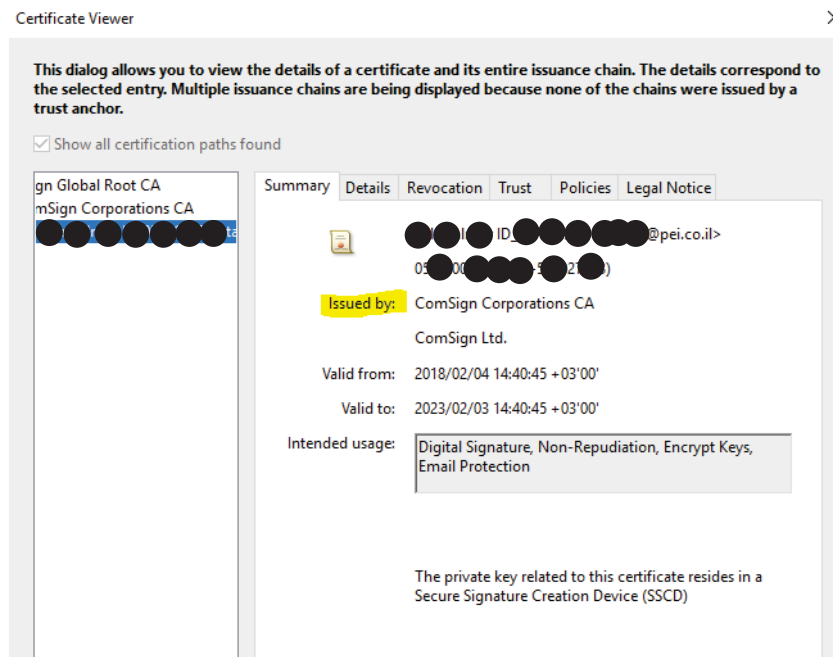 Certificate Viewer
This dialog allows you to view the details of a certificate and its entire issuance chain. The details correspond to
the selected entry. Multiple issuance chains are being displayed because none of the chains were issued by a
trust anchor.
Show all certification paths found
gn Global Root CA
mSign Corporations CA
Summary Details Revocation Trust Policies Legal Notice
ID_ @pei.co.il>
Issued by: ComSign Corporations CA
ComSign Ltd.
Valid from: 2018/02/04 14:40:45 +03'00'
Valid to: 2023/02/03 14:40:45 +03'00'
Intended usage: Digital Signature, Non-Repudiation, Encrypt Keys,
Email Protection
The private key related to this certificate resides in a
Secure Signature Creation Device (SSCD)